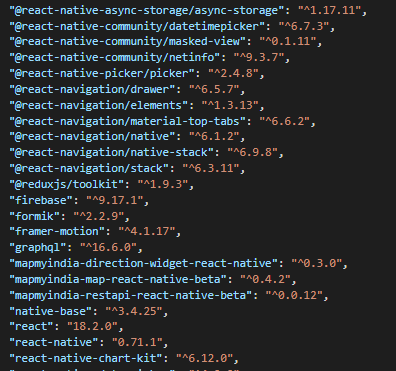 "@react-native-async-storage/async-storage": "^1.17.11",
"@react-native-community/datetimepicker": "^6.7.3",
"@react-native-community/masked-view": "^0.1.11",
"@react-native-community/netinfo": "^9.3.7",
"@react-native-picker/picker": "^2.4.8",
"@react-navigation/drawer": "^6.5.7",
"@react-navigation/elements": "^1.3.13",
"@react-navigation/material-top-tabs": "^6.6.2",
"@react-navigation/native": "^6.1.2",
"@react-navigation/native-stack": "^6.9.8",
"@react-navigation/stack": "^6.3.11",
"@reduxjs/toolkit": "^1.9.3",
"firebase": "^9.17.1",
"formik": "^2.2.9",
"framer-motion": "^4.1.17",
"graphql": "^16.6.0",
"mapmyindia-direction-widget-react-native": "^0.3.0",
"mapmyindia-map-react-native-beta": "^0.4.2",
"mapmyindia-restapi-react-native-beta": "^0.0.12",
"native-base": "^3.4.25",
"react": "18.2.0",
"react-native": "0.71.1",
"react-native-chart-kit": "^6.12.0",